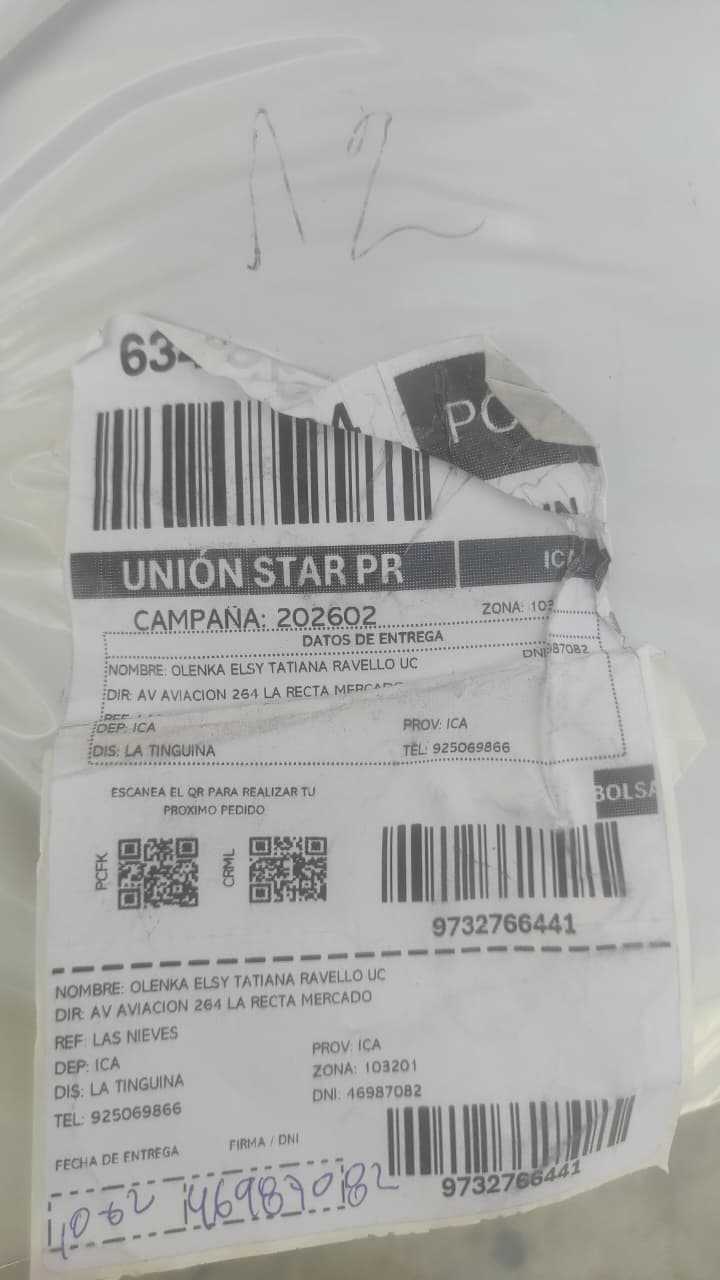 N2
634
PC
UNIÓN STAR PR
ICA
CAMPAÑA: 202602
ZONA: 103
DATOS DE ENTREGA
NOMBRE: OLENKA ELSY TATIANA RAVELLO UC
DNI
987082
DIR: AV AVIACION 264 LA RECTA MERCADO
DEP: ICA
PROV: ICA
DIS: LA TINGUINA
TEL: 925069866
ESCANEA EL QR PARA REALIZAR TU
PROXIMO PEDIDO
BOLSA
PCFK
CRML
9732766441
NOMBRE: OLENKA ELSY TATIANA RAVELLO UC
DIR: AV AVIACION 264 LA RECTA MERCADO
REF: LAS NIEVES
DEP: ICA
PROV: ICA
DIS: LA TINGUINA
ZONA: 103201
TEL: 925069866
DNI: 46987082
FECHA DE ENTREGA
FIRMA / DNI
46987082
9732766441